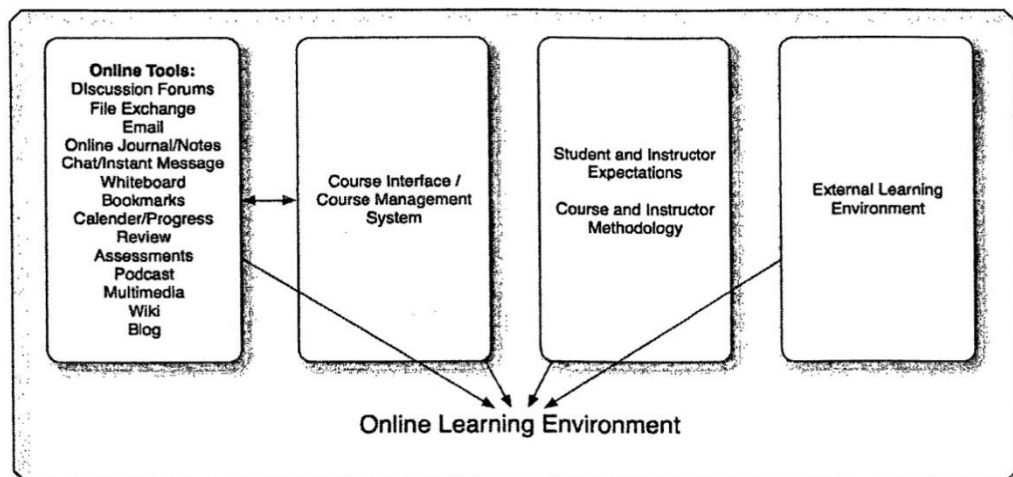 Online Tools:
DIscussion Forums
File Exchange
Email
Online Journal/Notes
Chat/Instant Message
Whiteboard
Bookmarks
Calender/Progress
Review
Assessments
Podcast
Multimedia
Wiki
Blog
Course Interface /
Course Management
System
Student and Instructor
Expectations
Course and Instructor
Methodology
External Learning
Environment
Online Learning Environment